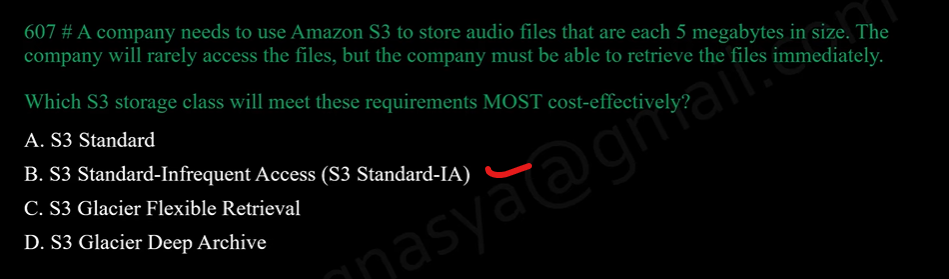 607 # A company needs to use Amazon S3 to store audio files that are each 5 megabytes in size. The
company will rarely access the files, but the company must be able to retrieve the files immediately.
Which S3 storage class will meet these requirements MOST cost-effectively?
A. S3 Standard
B. S3 Standard-Infrequent Access (S3 Standard-IA)
C. S3 Glacier Flexible Retrieval
D. S3 Glacier Deep Archive